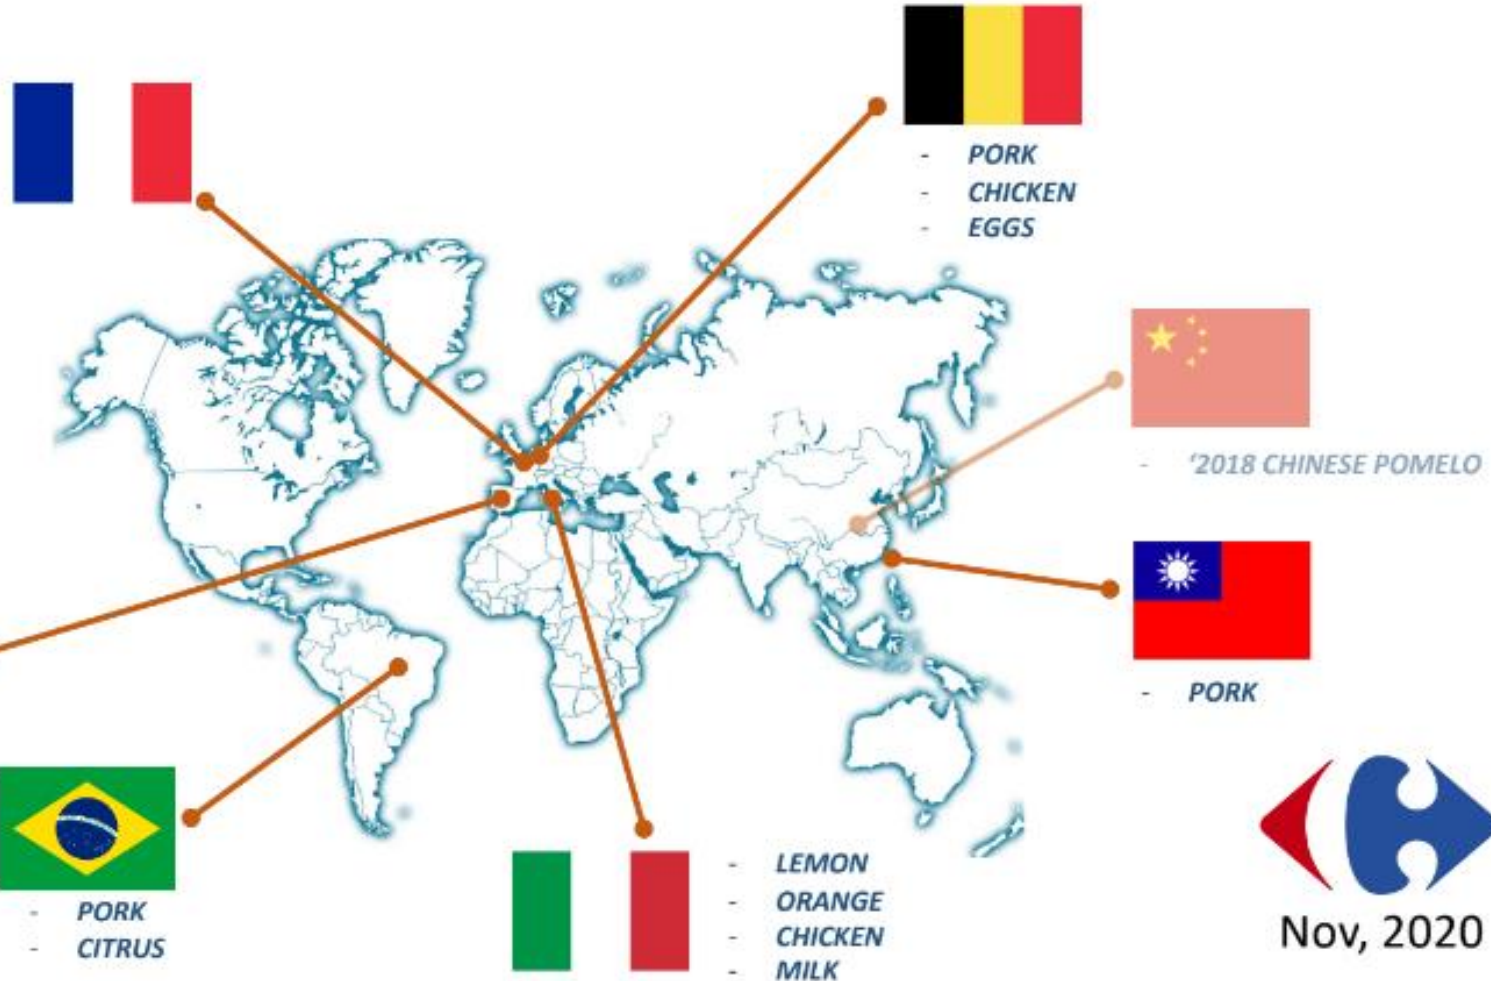 - PORK
- CHICKEN
- EGGS
- '2018 CHINESE POMELO
- PORK
- PORK
- CITRUS
- LEMON
- ORANGE
- CHICKEN
- MILK
Nov, 2020